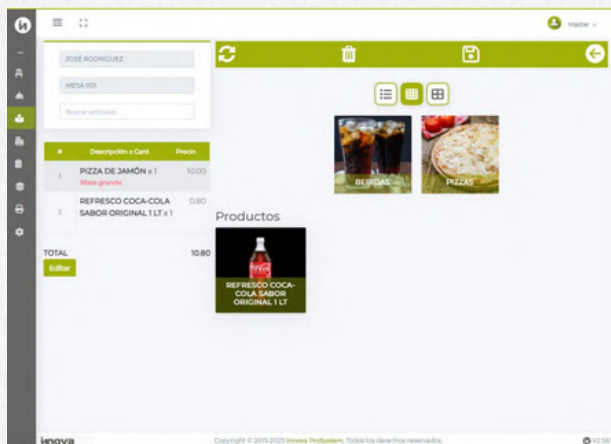 Master
JOSÉ RODRÍGUEZ
MESA 001
Buscar artículo...
# Descripción x Cant Precio
1 PIZZA DE JAMÓN x 1 10.00
Masa grande.
2 REFRESCO COCA-COLA 0.80
SABOR ORIGINAL 1 LT x 1
TOTAL 10.80
Editar
BEBIDAS
PIZZAS
Productos
REFRESCO COCA-
COLA SABOR
ORIGINAL 1 LT
innova
Copyright © 2015-2025 Innova ProSystem. Todos los derechos reservados.